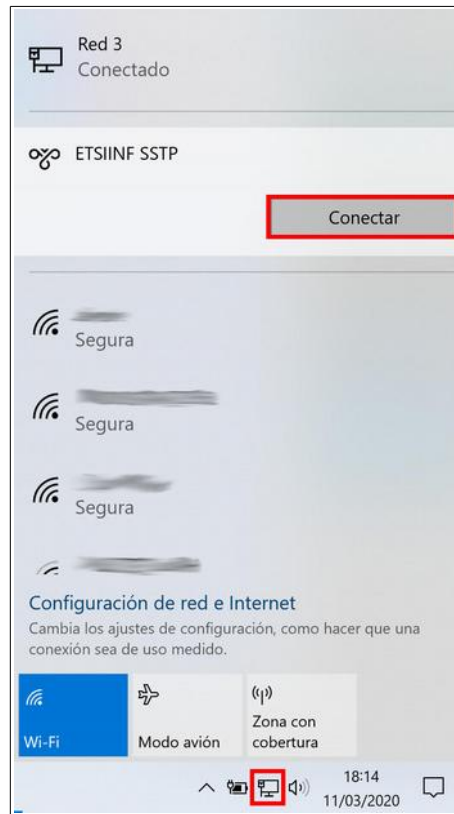 Red 3
Conectado
ETSIINF SSTP
Conectar
Segura
Segura
Segura
Configuración de red e Internet
Cambia los ajustes de configuración, como hacer que una
conexión sea de uso medido.
Wi-Fi
Modo avión
Zona con
cobertura
18:14
11/03/2020